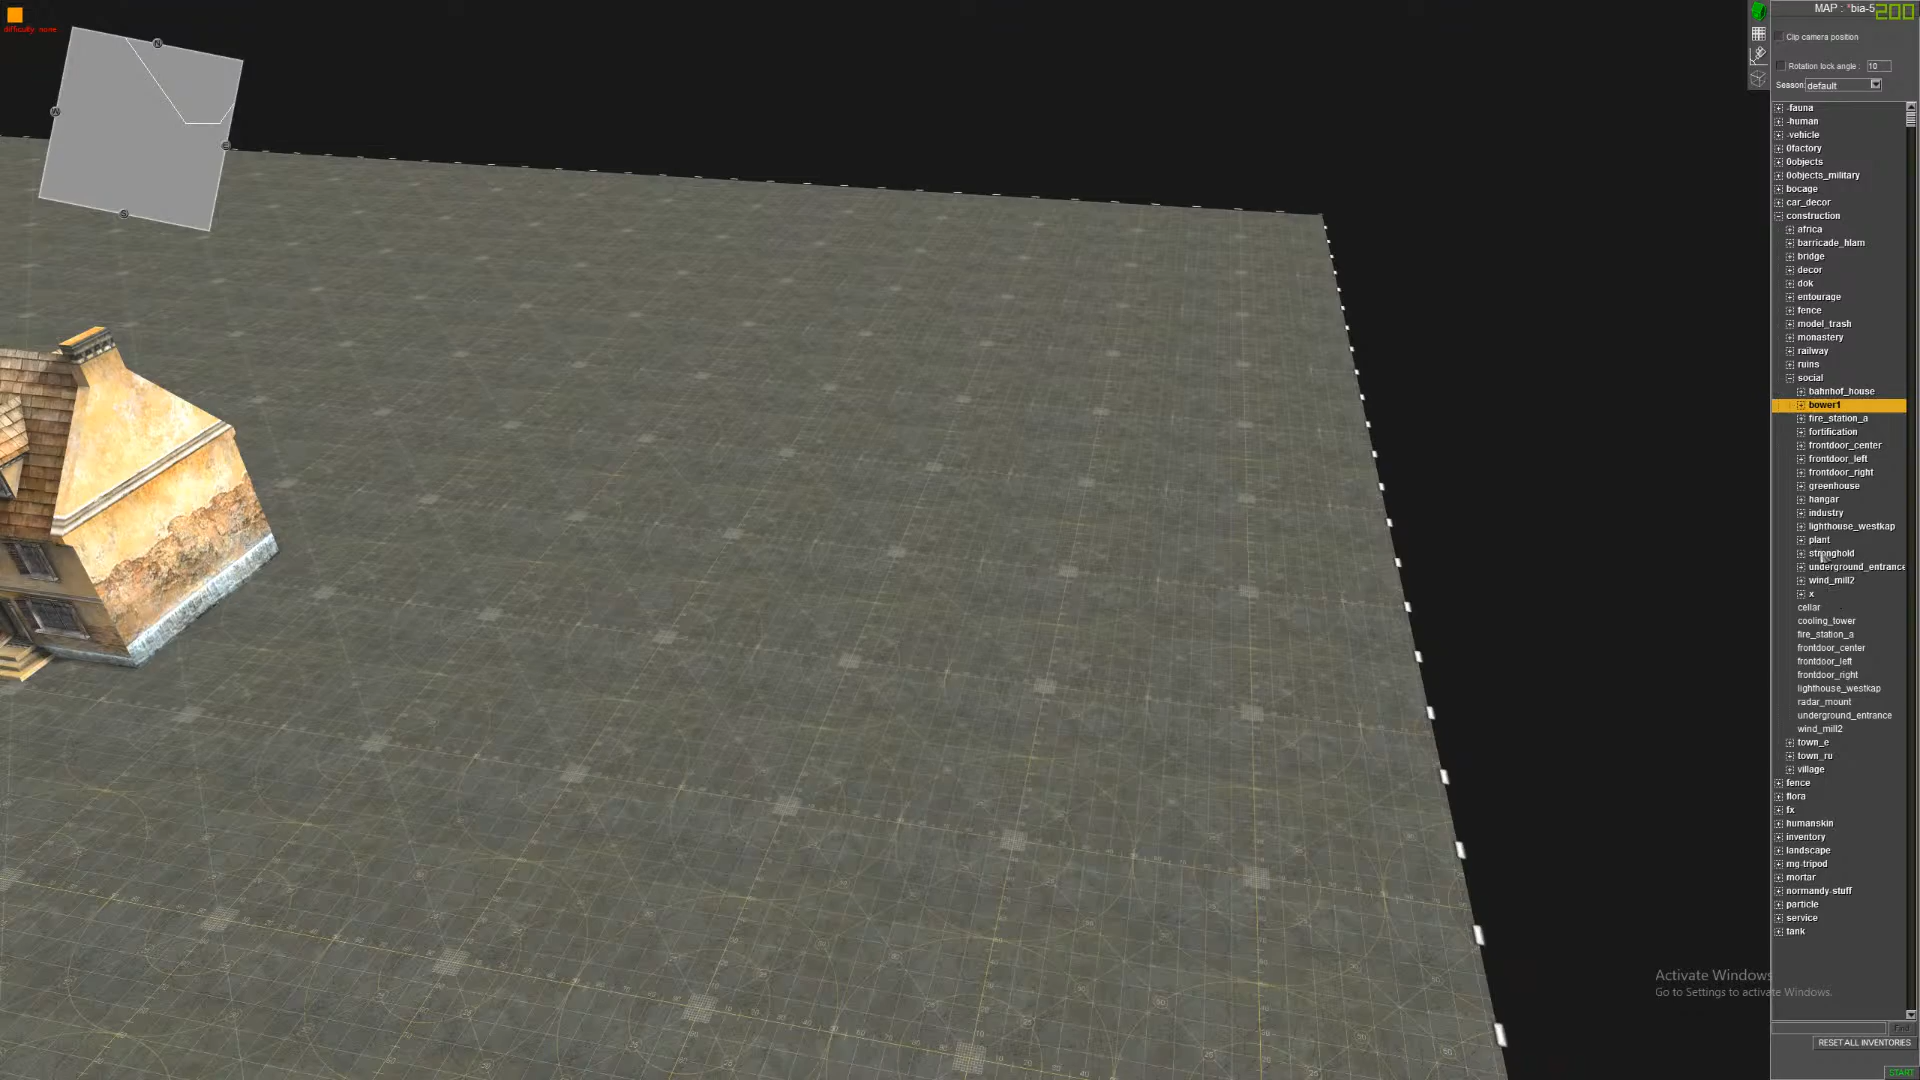 difficulty: none
N
W
E
S
MAP : *bia-5
200
Clip camera position
Rotation lock angle : 10
Season: default
-fauna
-human
-vehicle
0factory
0objects
0objects_military
bocage
car_decor
construction
africa
barricade_hlam
bridge
decor
dok
entourage
fence
model_trash
monastery
railway
ruins
social
bahnhof_house
bower1
fire_station_a
fortification
frontdoor_center
frontdoor_left
frontdoor_right
greenhouse
hangar
industry
lighthouse_westkap
plant
stronghold
underground_entrance
wind_mill2
x
cellar
cooling_tower
fire_station_a
frontdoor_center
frontdoor_left
frontdoor_right
lighthouse_westkap
radar_mount
underground_entrance
wind_mill2
town_e
town_ru
village
fence
flora
fx
humanskin
inventory
landscape
mg-tripod
mortar
normandy-stuff
particle
service
tank
Activate Windows
Go to Settings to activate Windows.
Find
RESET ALL INVENTORIES
START